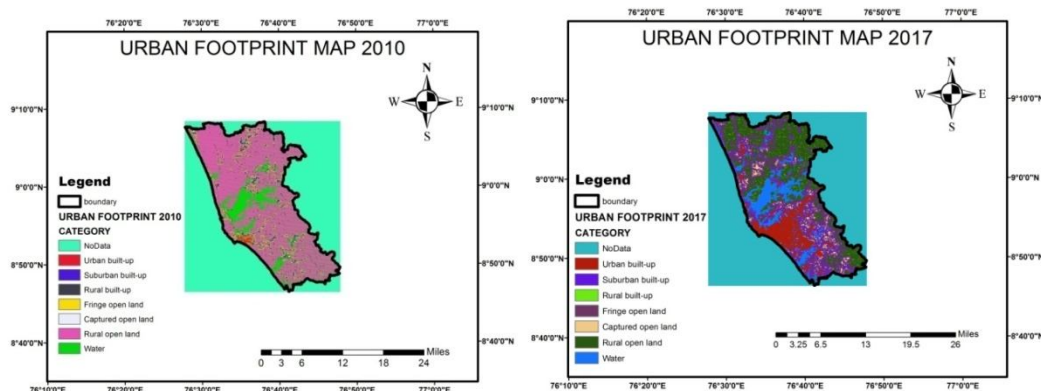 76°20'0"E 76°30'0"E 76°40'0"E 76°50'0"E 77°0'0"E
URBAN FOOTPRINT MAP 2010
N
W E
S
9°10'0"N 9°10'0"N
9°0'0"N 9°0'0"N
8°50'0"N 8°50'0"N
8°40'0"N 8°40'0"N
Legend
boundary
URBAN FOOTPRINT 2010
CATEGORY
NoData
Urban built-up
Suburban built-up
Rural built-up
Fringe open land
Captured open land
Rural open land
Water
Miles
0 3 6 12 18 24
76°10'0"E 76°20'0"E 76°30'0"E 76°40'0"E 76°50'0"E 77°0'0"E
76°20'0"E 76°30'0"E 76°40'0"E 76°50'0"E 77°0'0"E
URBAN FOOTPRINT MAP 2017
N
W E
S
9°10'0"N 9°10'0"N
9°0'0"N 9°0'0"N
8°50'0"N 8°50'0"N
8°40'0"N 8°40'0"N
Legend
boundary
URBAN FOOTPRINT 2017
CATEGORY
NoData
Urban built-up
Suburban built-up
Rural built-up
Fringe open land
Captured open land
Rural open land
Water
Miles
0 3.25 6.5 13 19.5 26
76°10'0"E 76°20'0"E 76°30'0"E 76°40'0"E 76°50'0"E 77°0'0"E